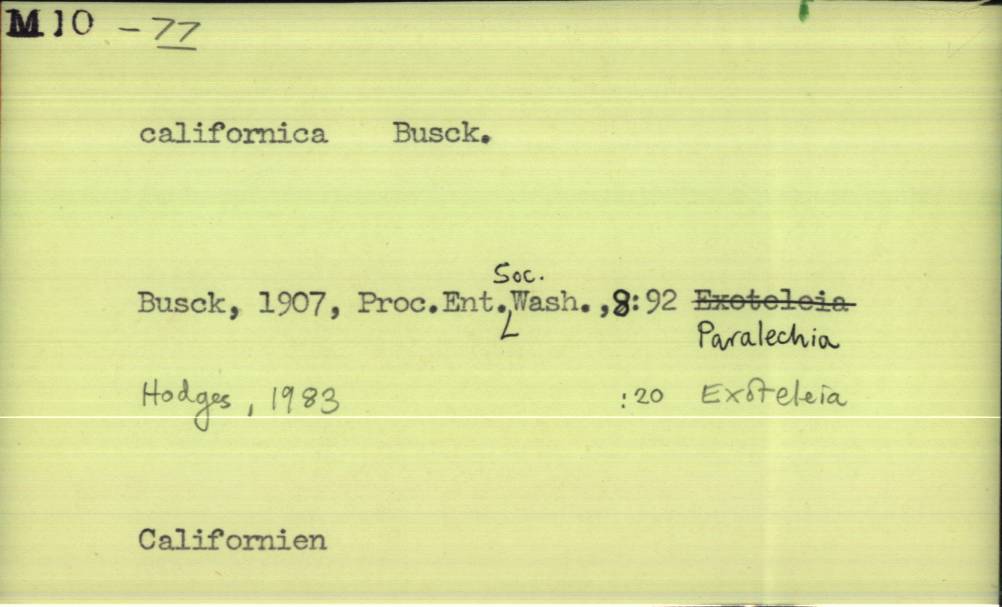 M10 - 77
californica Busck.
Soc.
Busck, 1907, Proc.Ent.Wash.,8:92 Exoteleia
Paralechia
Hodges, 1983 :20 Exoteleia
Californien